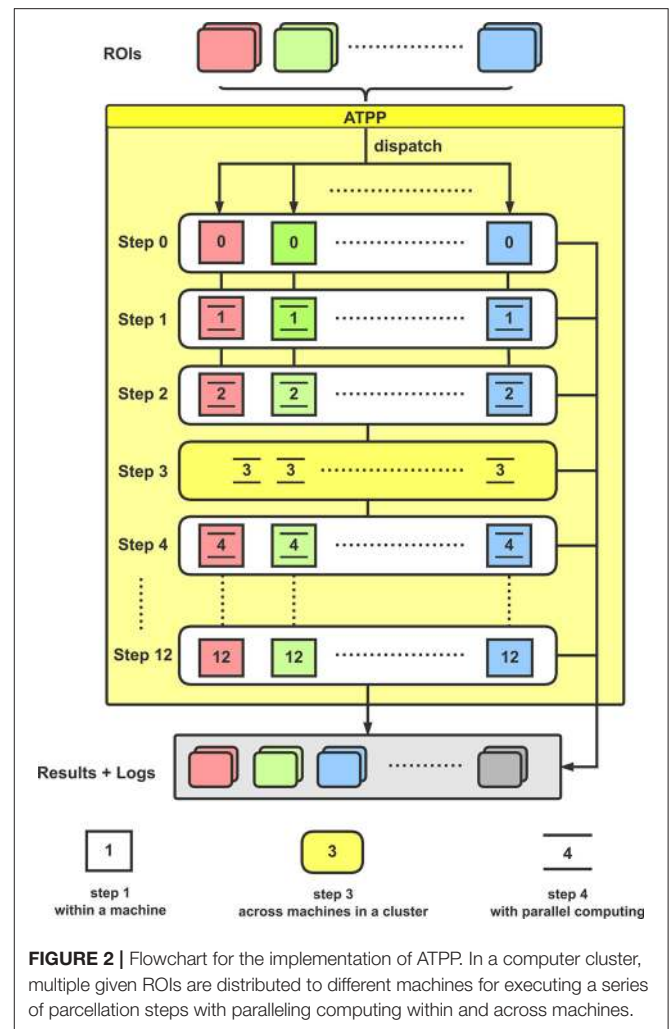 ROIs
ATPP
dispatch
Step 0 0 0 0
Step 1 1 1 1
Step 2 2 2 2
Step 3 3 3 3
Step 4 4 4 4
Step 12 12 12 12
Results + Logs
1 3 4
step 1 step 3 step 4
within a machine across machines in a cluster with parallel computing
FIGURE 2 | Flowchart for the implementation of ATPP. In a computer cluster,
multiple given ROIs are distributed to different machines for executing a series
of parcellation steps with paralleling computing within and across machines.